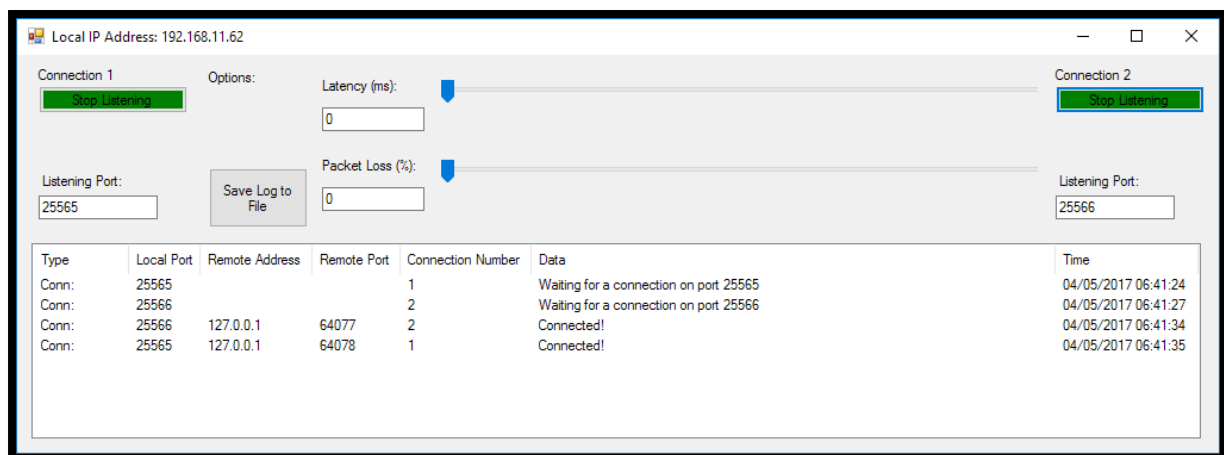 Local IP Address: 192.168.11.62
Connection 1 Options: Latency (ms): Connection 2
Stop Listening 0 Stop Listening
Packet Loss (%):
Listening Port: Save Log to File 0 Listening Port:
25565 25566
Type Local Port Remote Address Remote Port Connection Number Data Time
Conn: 25565 1 Waiting for a connection on port 25565 04/05/2017 06:41:24
Conn: 25566 2 Waiting for a connection on port 25566 04/05/2017 06:41:27
Conn: 25566 127.0.0.1 64077 2 Connected! 04/05/2017 06:41:34
Conn: 25565 127.0.0.1 64078 1 Connected! 04/05/2017 06:41:35